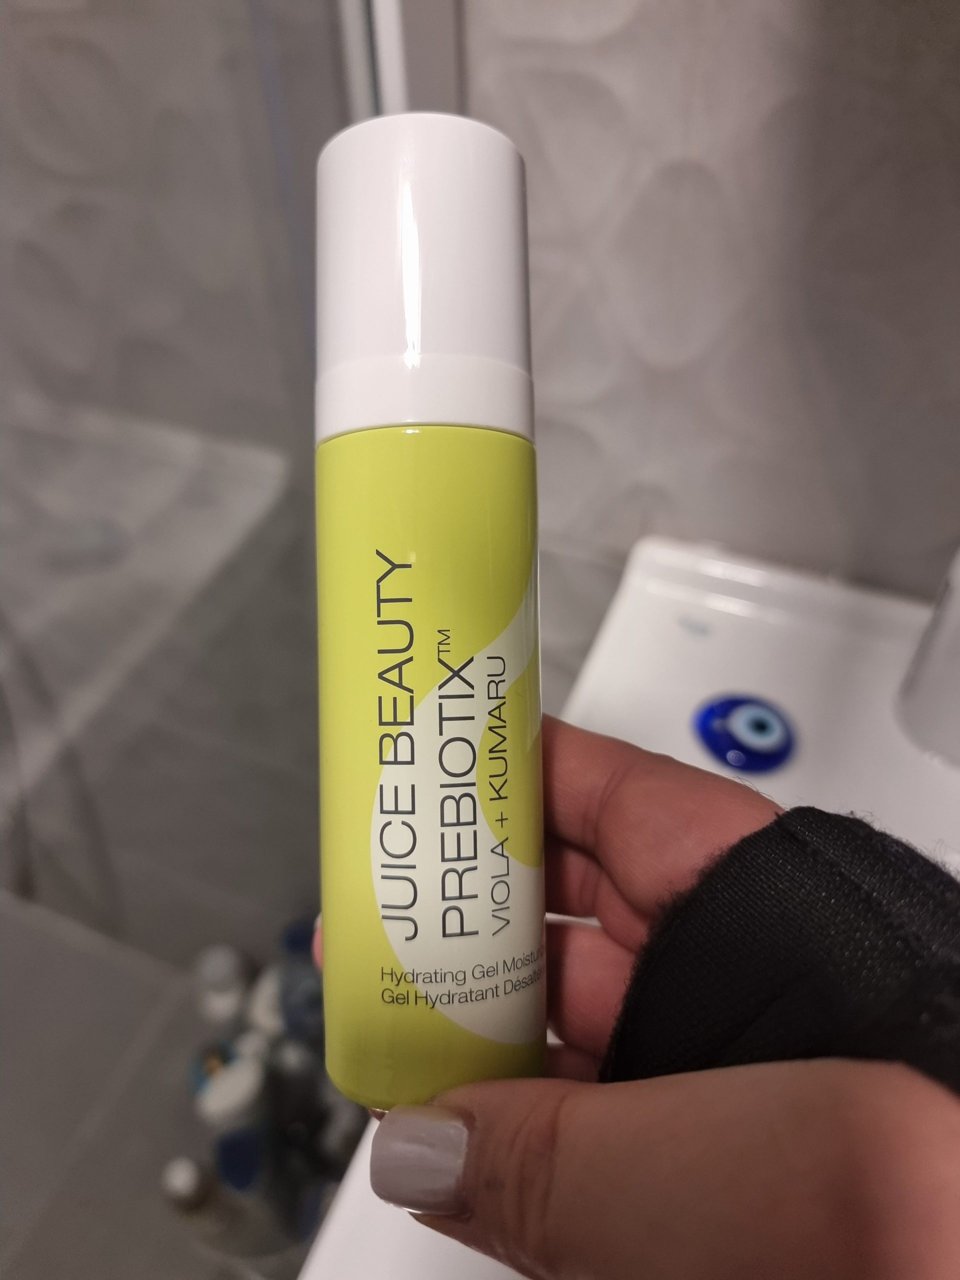 JUICE BEAUTY
PREBIOTIX™
VIOLA + KUMARU
Hydrating Gel
Gel Hydratant